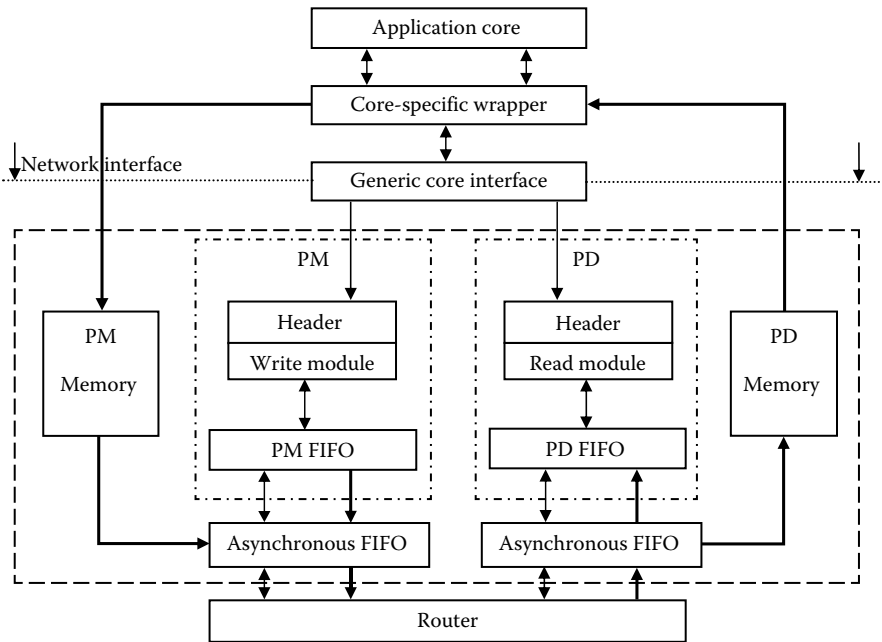 Application core
Core-specific wrapper
Network interface
Generic core interface
PM
PD
Header
Write module
Header
Read module
PM
Memory
PD
Memory
PM FIFO
PD FIFO
Asynchronous FIFO
Asynchronous FIFO
Router